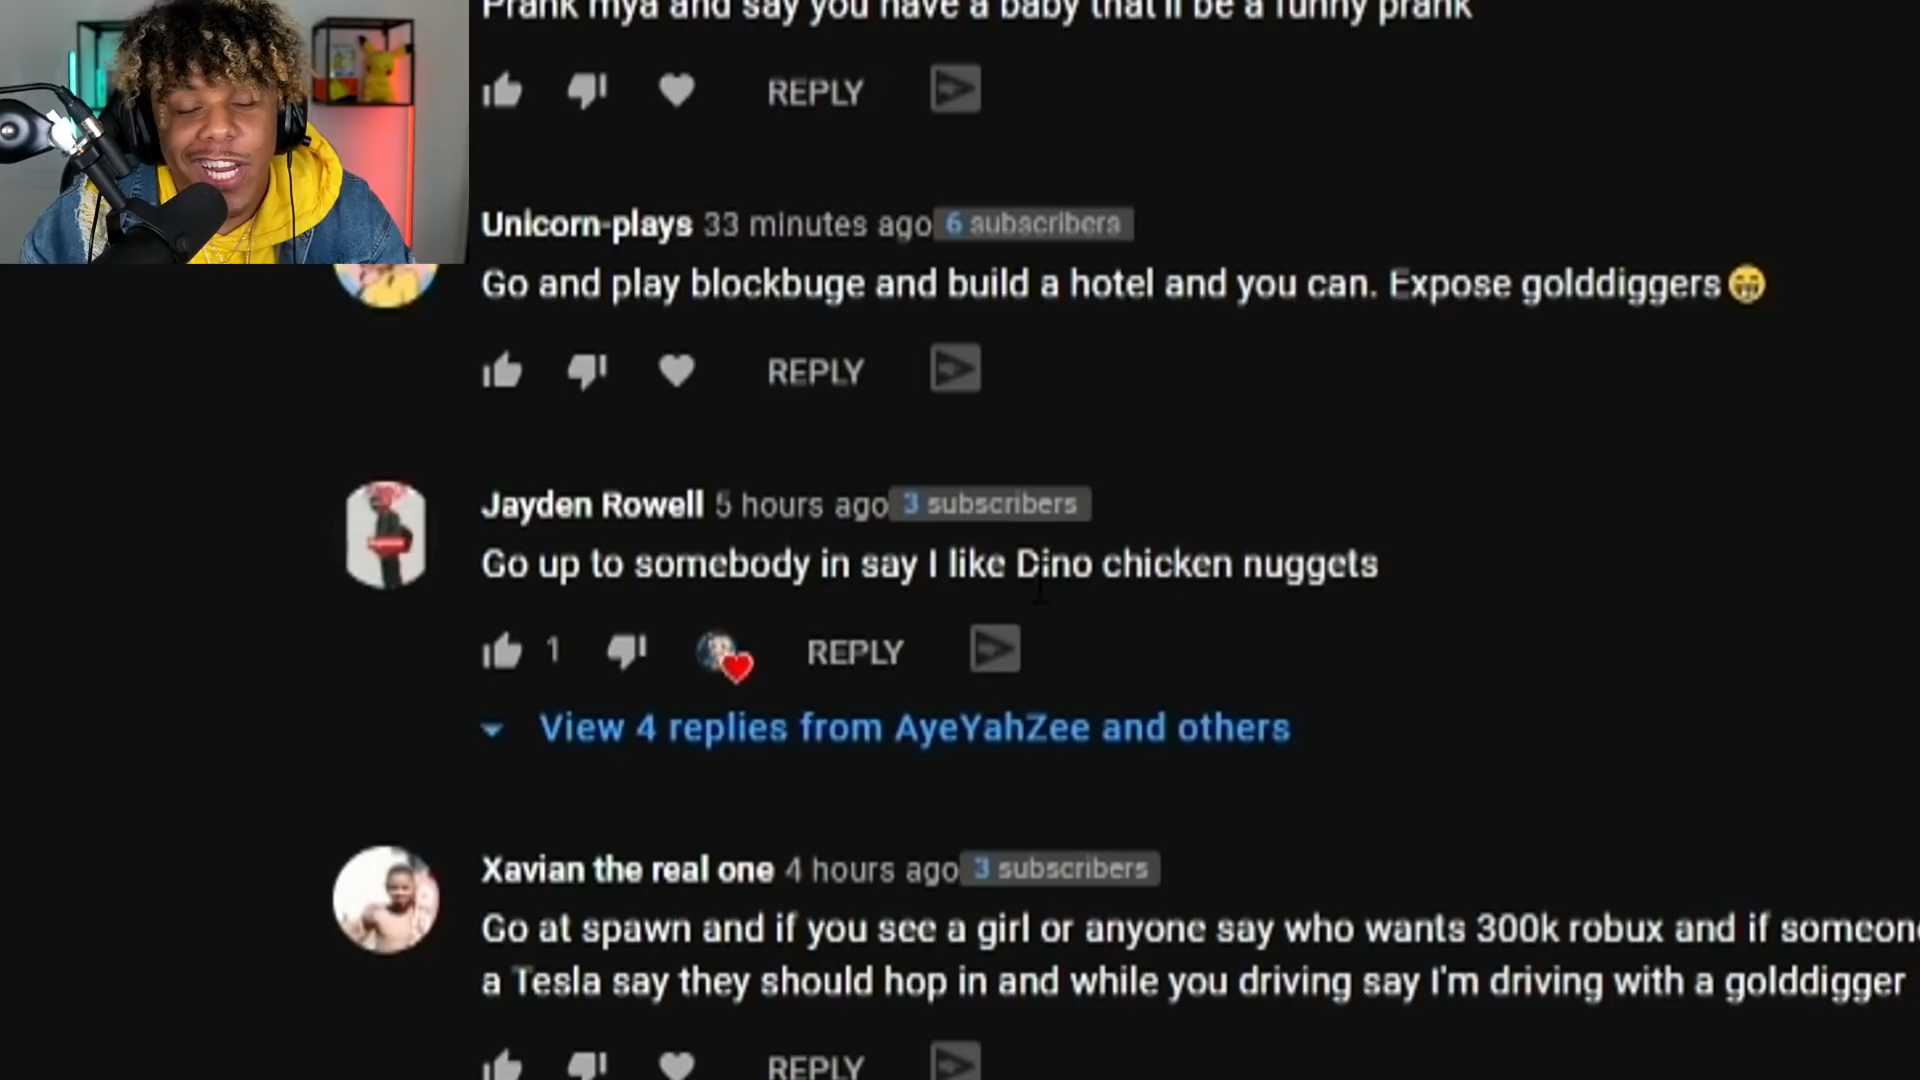 Prank mya and say you have a baby that'll be a funny prank
REPLY
Unicorn-plays 33 minutes ago 6 subscribers
Go and play blockbuge and build a hotel and you can. Expose golddiggers😁
REPLY
Jayden Rowell 5 hours ago 3 subscribers
Go up to somebody in say I like Dino chicken nuggets
1 REPLY
View 4 replies from AyeYahZee and others
Xavian the real one 4 hours ago 3 subscribers
Go at spawn and if you see a girl or anyone say who wants 300k robux and if someone
a Tesla say they should hop in and while you driving say I'm driving with a golddigger
REPLY